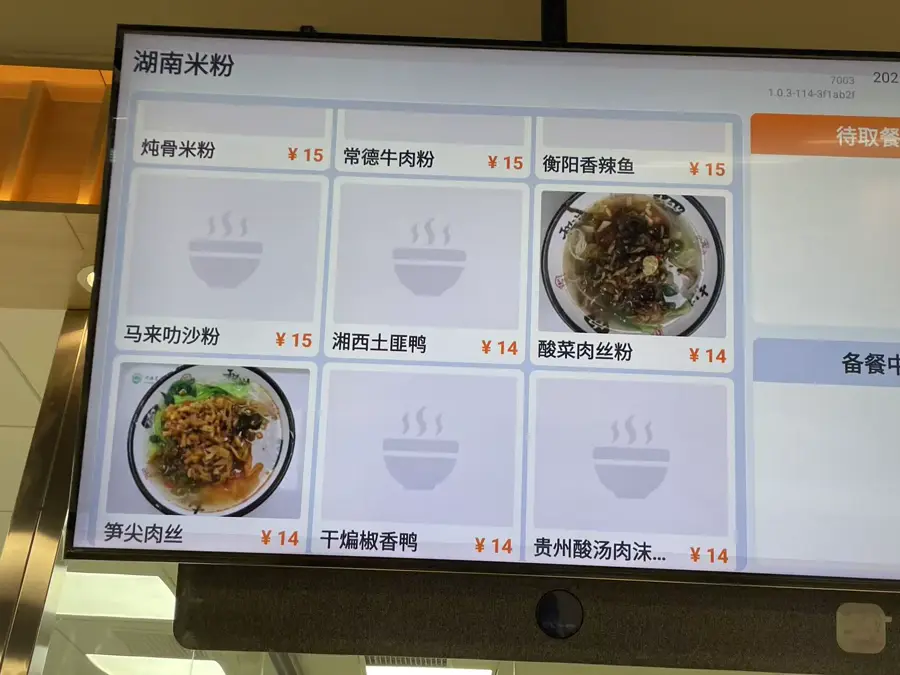 湖南米粉
7003
202
1.0.3-114-3f1ab2f
待取餐
炖骨米粉 ¥15
常德牛肉粉 ¥15
衡阳香辣鱼 ¥15
马来叻沙粉 ¥15
湘西土匪鸭 ¥14
酸菜肉丝粉 ¥14
备餐中
笋尖肉丝 ¥14
干煸椒香鸭 ¥14
贵州酸汤肉沫... ¥14